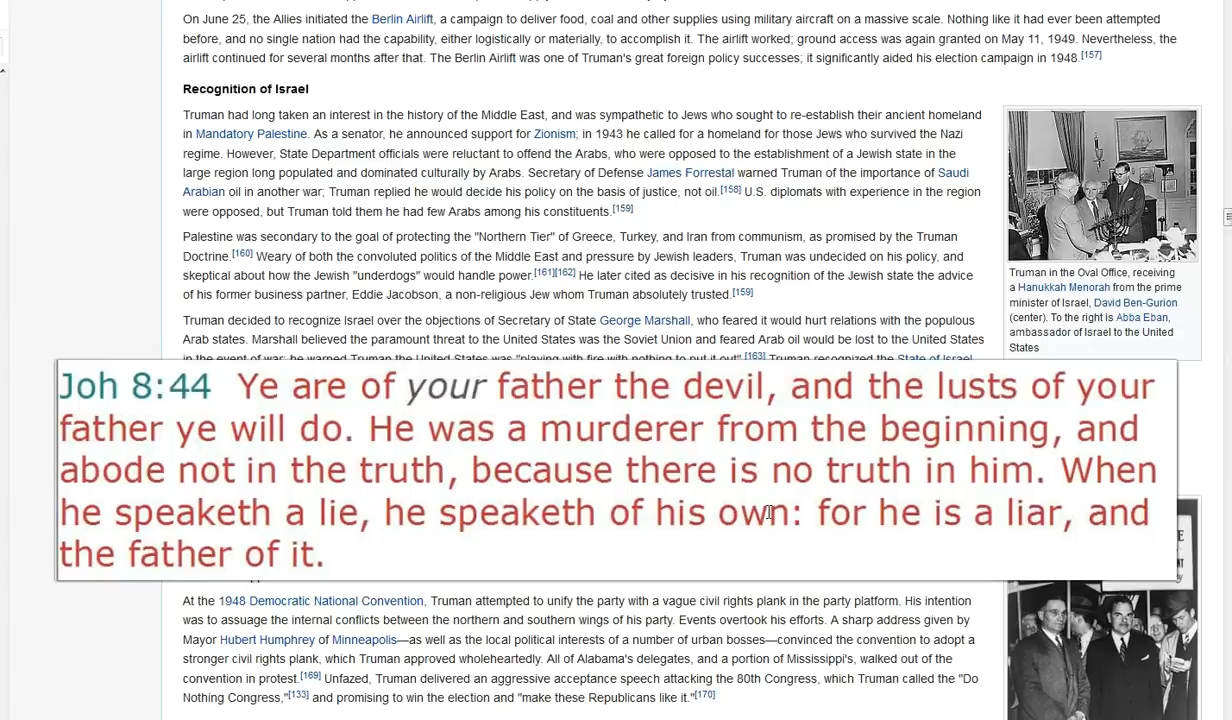 On June 25, the Allies initiated the Berlin Airlift, a campaign to deliver food, coal and other supplies using military aircraft on a massive scale. Nothing like it had ever been attempted
before, and no single nation had the capability, either logistically or materially, to accomplish it. The airlift worked; ground access was again granted on May 11, 1949. Nevertheless, the
airlift continued for several months after that. The Berlin Airlift was one of Truman's great foreign policy successes; it significantly aided his election campaign in 1948.[157]
Recognition of Israel
Truman had long taken an interest in the history of the Middle East, and was sympathetic to Jews who sought to re-establish their ancient homeland
in Mandatory Palestine. As a senator, he announced support for Zionism; in 1943 he called for a homeland for those Jews who survived the Nazi
regime. However, State Department officials were reluctant to offend the Arabs, who were opposed to the establishment of a Jewish state in the
large region long populated and dominated culturally by Arabs. Secretary of Defense James Forrestal warned Truman of the importance of Saudi
Arabian oil in another war; Truman replied he would decide his policy on the basis of justice, not oil.[158] U.S. diplomats with experience in the region
were opposed, but Truman told them he had few Arabs among his constituents.[159]
Palestine was secondary to the goal of protecting the "Northern Tier" of Greece, Turkey, and Iran from communism, as promised by the Truman
Doctrine.[160] Weary of both the convoluted politics of the Middle East and pressure by Jewish leaders, Truman was undecided on his policy, and
skeptical about how the Jewish "underdogs" would handle power.[161][162] He later cited as decisive in his recognition of the Jewish state the advice
of his former business partner, Eddie Jacobson, a non-religious Jew whom Truman absolutely trusted.[159]
Truman decided to recognize Israel over the objections of Secretary of State George Marshall, who feared it would hurt relations with the populous
Arab states. Marshall believed the paramount threat to the United States was the Soviet Union and feared Arab oil would be lost to the United States
in the event of war; he warned Truman the United States was "playing with fire with nothing to put it out".[163] Truman recognized the State of Israel
Truman in the Oval Office, receiving
a Hanukkah Menorah from the prime
minister of Israel, David Ben-Gurion
(center). To the right is Abba Eban,
ambassador of Israel to the United
States
Joh 8:44 Ye are of your father the devil, and the lusts of your
father ye will do. He was a murderer from the beginning, and
abode not in the truth, because there is no truth in him. When
he speaketh a lie, he speaketh of his own: for he is a liar, and
the father of it.
At the 1948 Democratic National Convention, Truman attempted to unify the party with a vague civil rights plank in the party platform. His intention
was to assuage the internal conflicts between the northern and southern wings of his party. Events overtook his efforts. A sharp address given by
Mayor Hubert Humphrey of Minneapolis—as well as the local political interests of a number of urban bosses—convinced the convention to adopt a
stronger civil rights plank, which Truman approved wholeheartedly. All of Alabama's delegates, and a portion of Mississippi's, walked out of the
convention in protest.[169] Unfazed, Truman delivered an aggressive acceptance speech attacking the 80th Congress, which Truman called the "Do
Nothing Congress,"[133] and promising to win the election and "make these Republicans like it."[170]